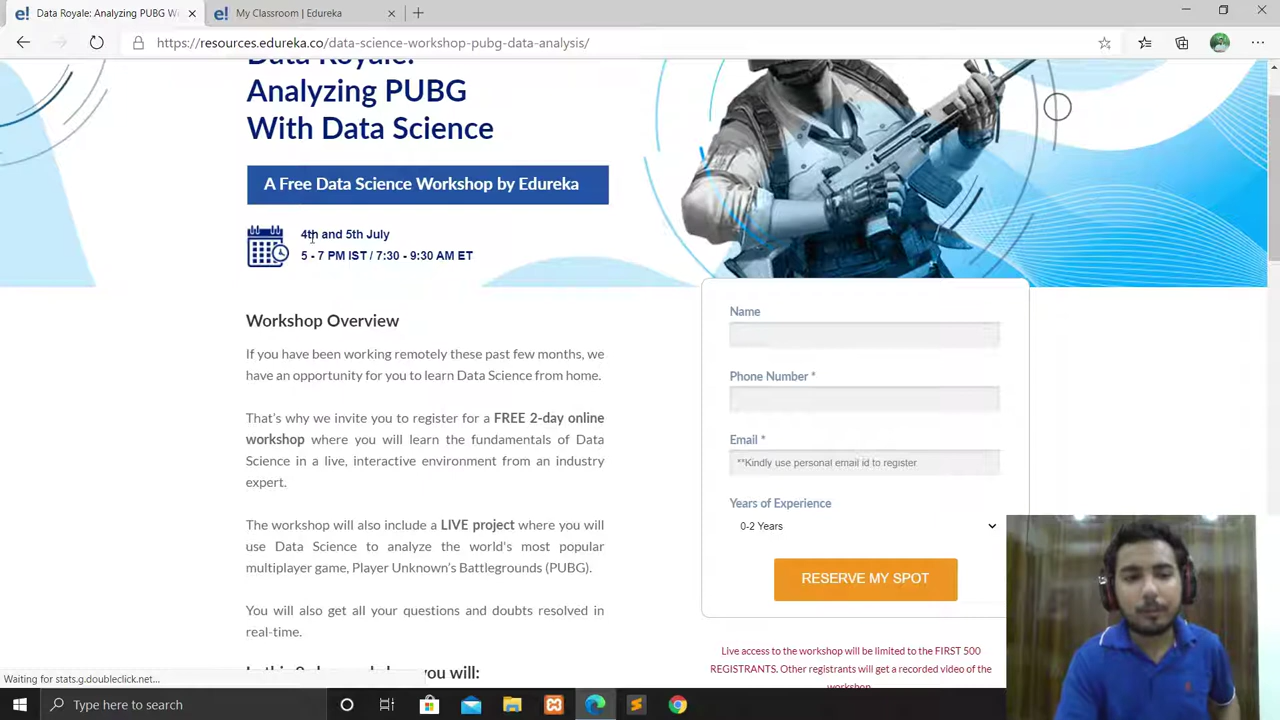 Data Royale: Analyzing PUBG Wi
My Classroom | Edureka
https://resources.edureka.co/data-science-workshop-pubg-data-analysis/
Data Royale:
Analyzing PUBG
With Data Science
A Free Data Science Workshop by Edureka
4th and 5th July
5 - 7 PM IST / 7:30 - 9:30 AM ET
Workshop Overview
If you have been working remotely these past few months, we
have an opportunity for you to learn Data Science from home.
That's why we invite you to register for a FREE 2-day online
workshop where you will learn the fundamentals of Data
Science in a live, interactive environment from an industry
expert.
The workshop will also include a LIVE project where you will
use Data Science to analyze the world's most popular
multiplayer game, Player Unknown's Battlegrounds (PUBG).
You will also get all your questions and doubts resolved in
real-time.
you will:
Name
Phone Number *
Email *
**Kindly use personal email id to register
Years of Experience
0-2 Years
RESERVE MY SPOT
Live access to the workshop will be limited to the FIRST 500
REGISTRANTS. Other registrants will get a recorded video of the
workshop
Waiting for stats.g.doubleclick.net...
Type here to search